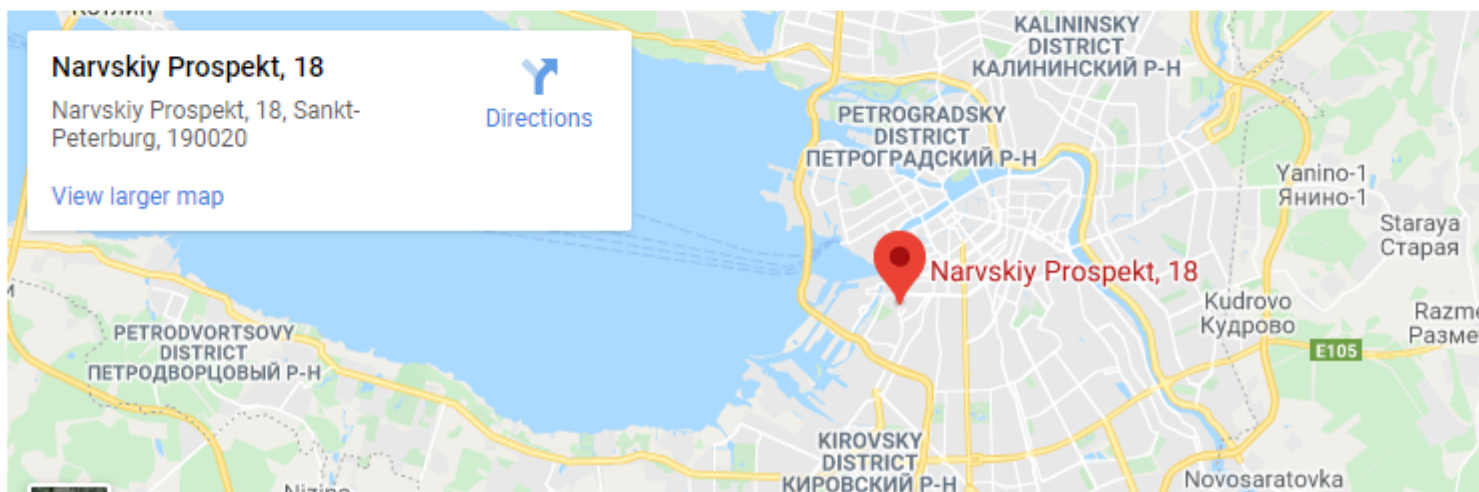 Narvskiy Prospekt, 18
Narvskiy Prospekt, 18, Sankt-
Peterburg, 190020
Directions
View larger map
KALININSKY
DISTRICT
КАЛИНИНСКИЙ Р-Н
PETROGRADSKY
DISTRICT
ПЕТРОГРАДСКИЙ Р-Н
Yanino-1
Янино-1
Staraya
Старая
Narvskiy Prospekt, 18
Kudrovo
Кудрово
E105
PETRODVORTSOVY
DISTRICT
ПЕТРОДВОРЦОВЫЙ Р-Н
KIROVSKY
DISTRICT
КИРОВСКИЙ Р-Н
Novosaratovka